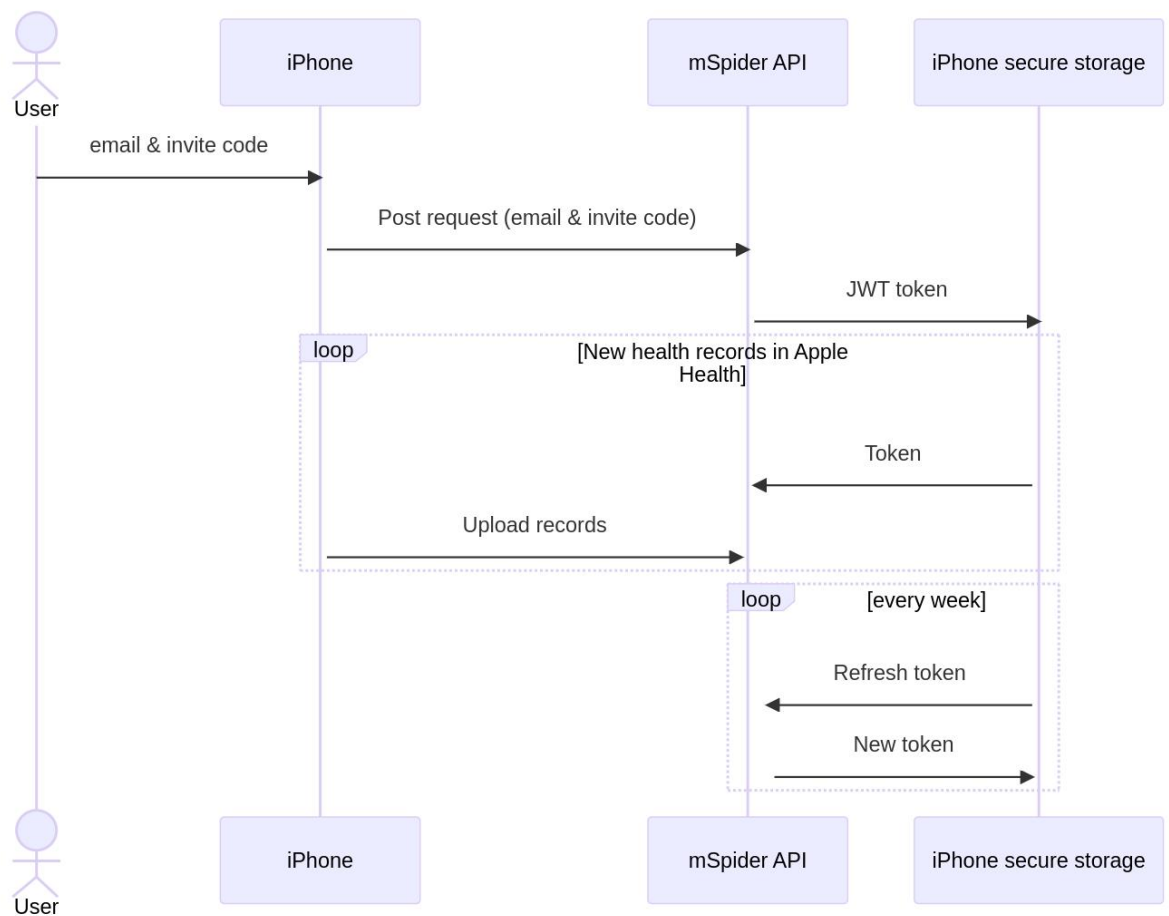 User
iPhone
mSpider API
iPhone secure storage
email & invite code
Post request (email & invite code)
JWT token
loop
[New health records in Apple
Health]
Token
Upload records
loop
[every week]
Refresh token
New token
User
iPhone
mSpider API
iPhone secure storage